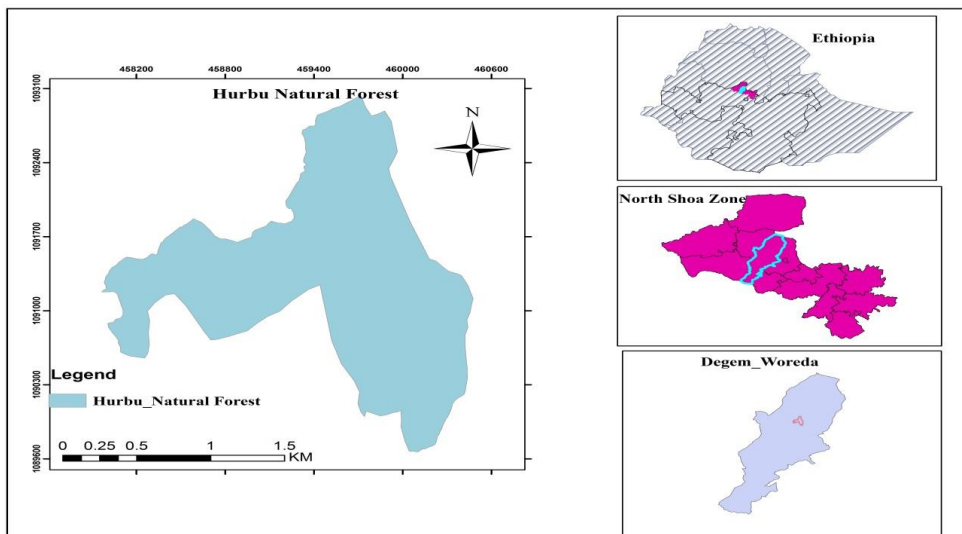 458200 458800 459400 460000 460600
Hurbu Natural Forest
N
1093100
1092400
1091700
1091000
1090300
1089600
Legend
Hurbu_Natural Forest
0 0.25 0.5 1 1.5
KM
Ethiopia
North Shoa Zone
Degem_Woreda